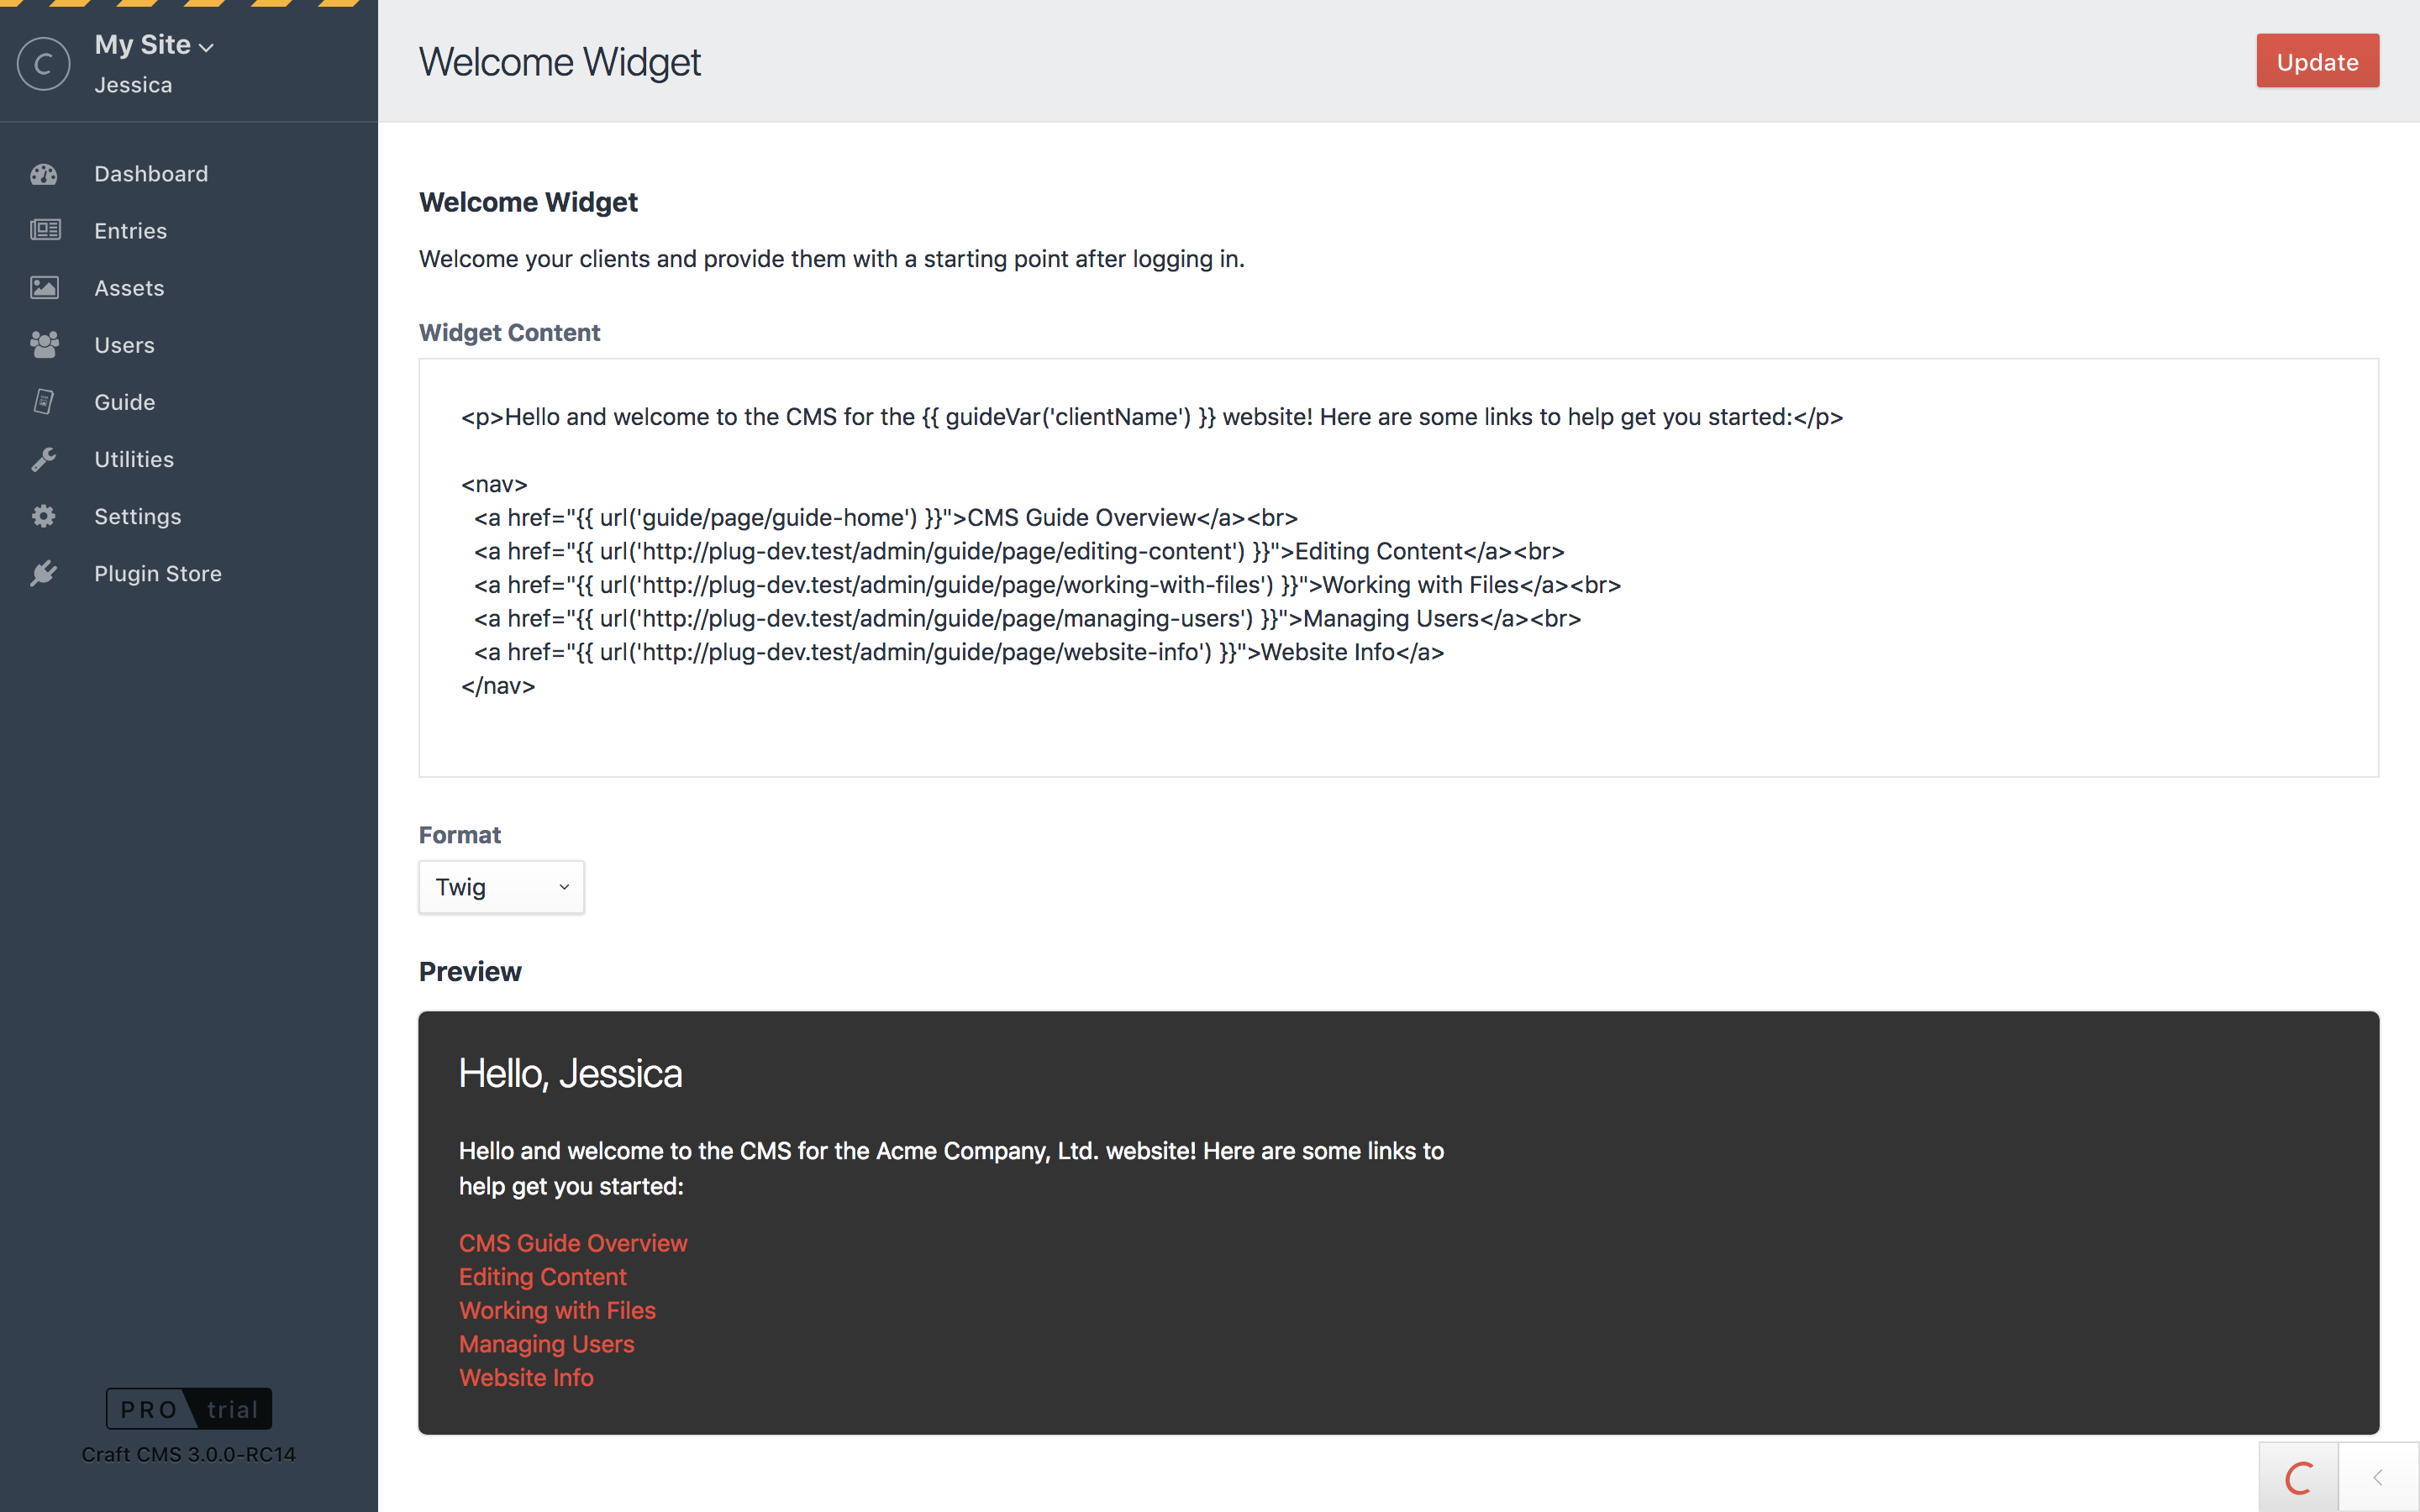 My Site
Jessica
Dashboard
Entries
Assets
Users
Guide
Utilities
Settings
Plugin Store
PRO trial
Craft CMS 3.0.0-RC14
Welcome Widget
Update
Welcome Widget
Welcome your clients and provide them with a starting point after logging in.
Widget Content
<p>Hello and welcome to the CMS for the {{ guideVar('clientName') }} website! Here are some links to help get you started:</p>
<nav>
<a href="{{ url('guide/page/guide-home') }}">CMS Guide Overview</a><br>
<a href="{{ url('http://plug-dev.test/admin/guide/page/editing-content') }}">Editing Content</a><br>
<a href="{{ url('http://plug-dev.test/admin/guide/page/working-with-files') }}">Working with Files</a><br>
<a href="{{ url('http://plug-dev.test/admin/guide/page/managing-users') }}">Managing Users</a><br>
<a href="{{ url('http://plug-dev.test/admin/guide/page/website-info') }}">Website Info</a>
</nav>
Format
Twig
Preview
Hello, Jessica
Hello and welcome to the CMS for the Acme Company, Ltd. website! Here are some links to
help get you started:
CMS Guide Overview
Editing Content
Working with Files
Managing Users
Website Info